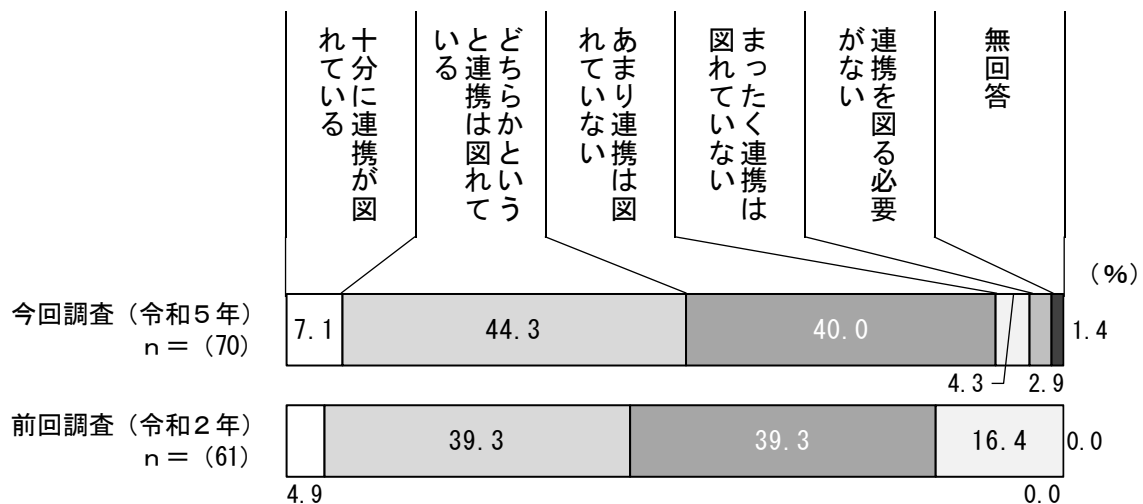 十分に連携が図
れている
どちらかという
と連携は図れて
いる
あまり連携は図
れていない
まったく連携は
図れていない
連携を図る必要
がない
無回答
(%)
今回調査（令和５年）
ｎ＝（70）
7.1
44.3
40.0
4.3
2.9
1.4
前回調査（令和２年）
ｎ＝（61）
4.9
39.3
39.3
16.4
0.0
0.0